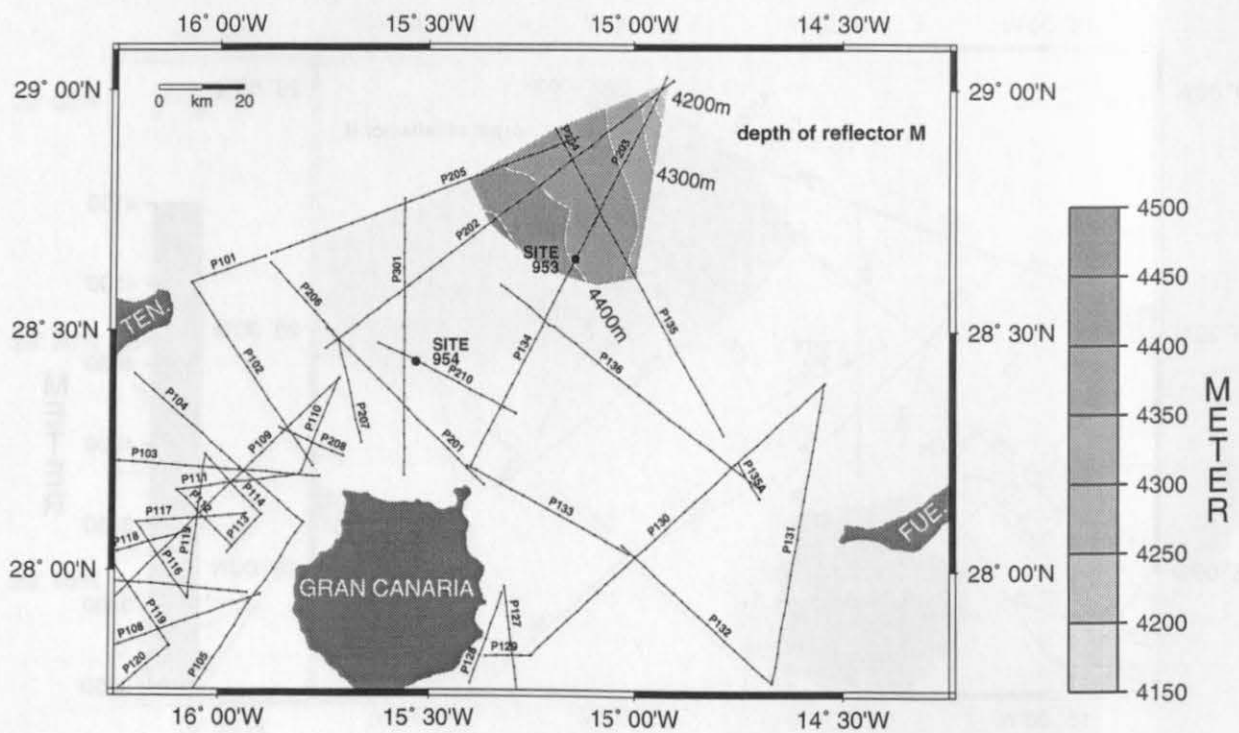 16° 00'W 15° 30'W 15° 00'W 14° 30'W
29° 00'N
29° 00'N
0 km 20
4200m
depth of reflector M
P204
P203
P205
4300m
P202
4500
P101
SITE
953
P301
4450
P206
4400m
TEN.
P135
28° 30'N
28° 30'N
4400
P134
SITE
954
P136
P102
P210
4350
METER
P104
P110
P207
P109
P208
P201
4300
P103
P111
P135A
P114
P133
P130
P117
P113
P131
FUE.
P118
P116
4250
28° 00'N
28° 00'N
GRAN CANARIA
P119
P127
4200
P108
P129
P132
P120
P105
P128
4150
16° 00'W 15° 30'W 15° 00'W 14° 30'W